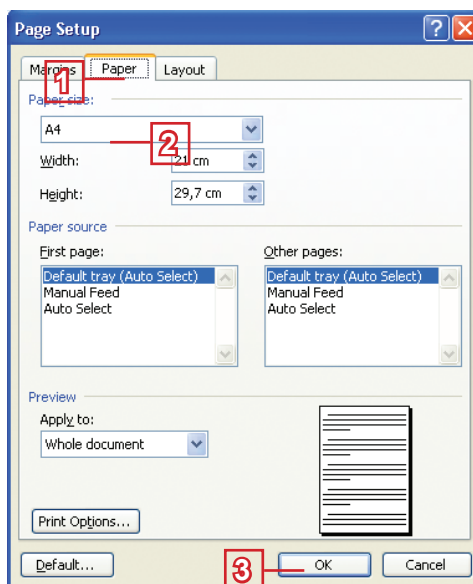 Page Setup
Margins Paper Layout
1
Paper size:
A4
2
Width: 21 cm
Height: 29,7 cm
Paper source
First page: Other pages:
Default tray (Auto Select) Default tray (Auto Select)
Manual Feed Manual Feed
Auto Select Auto Select
Preview
Apply to:
Whole document
Print Options...
Default... 3 OK Cancel